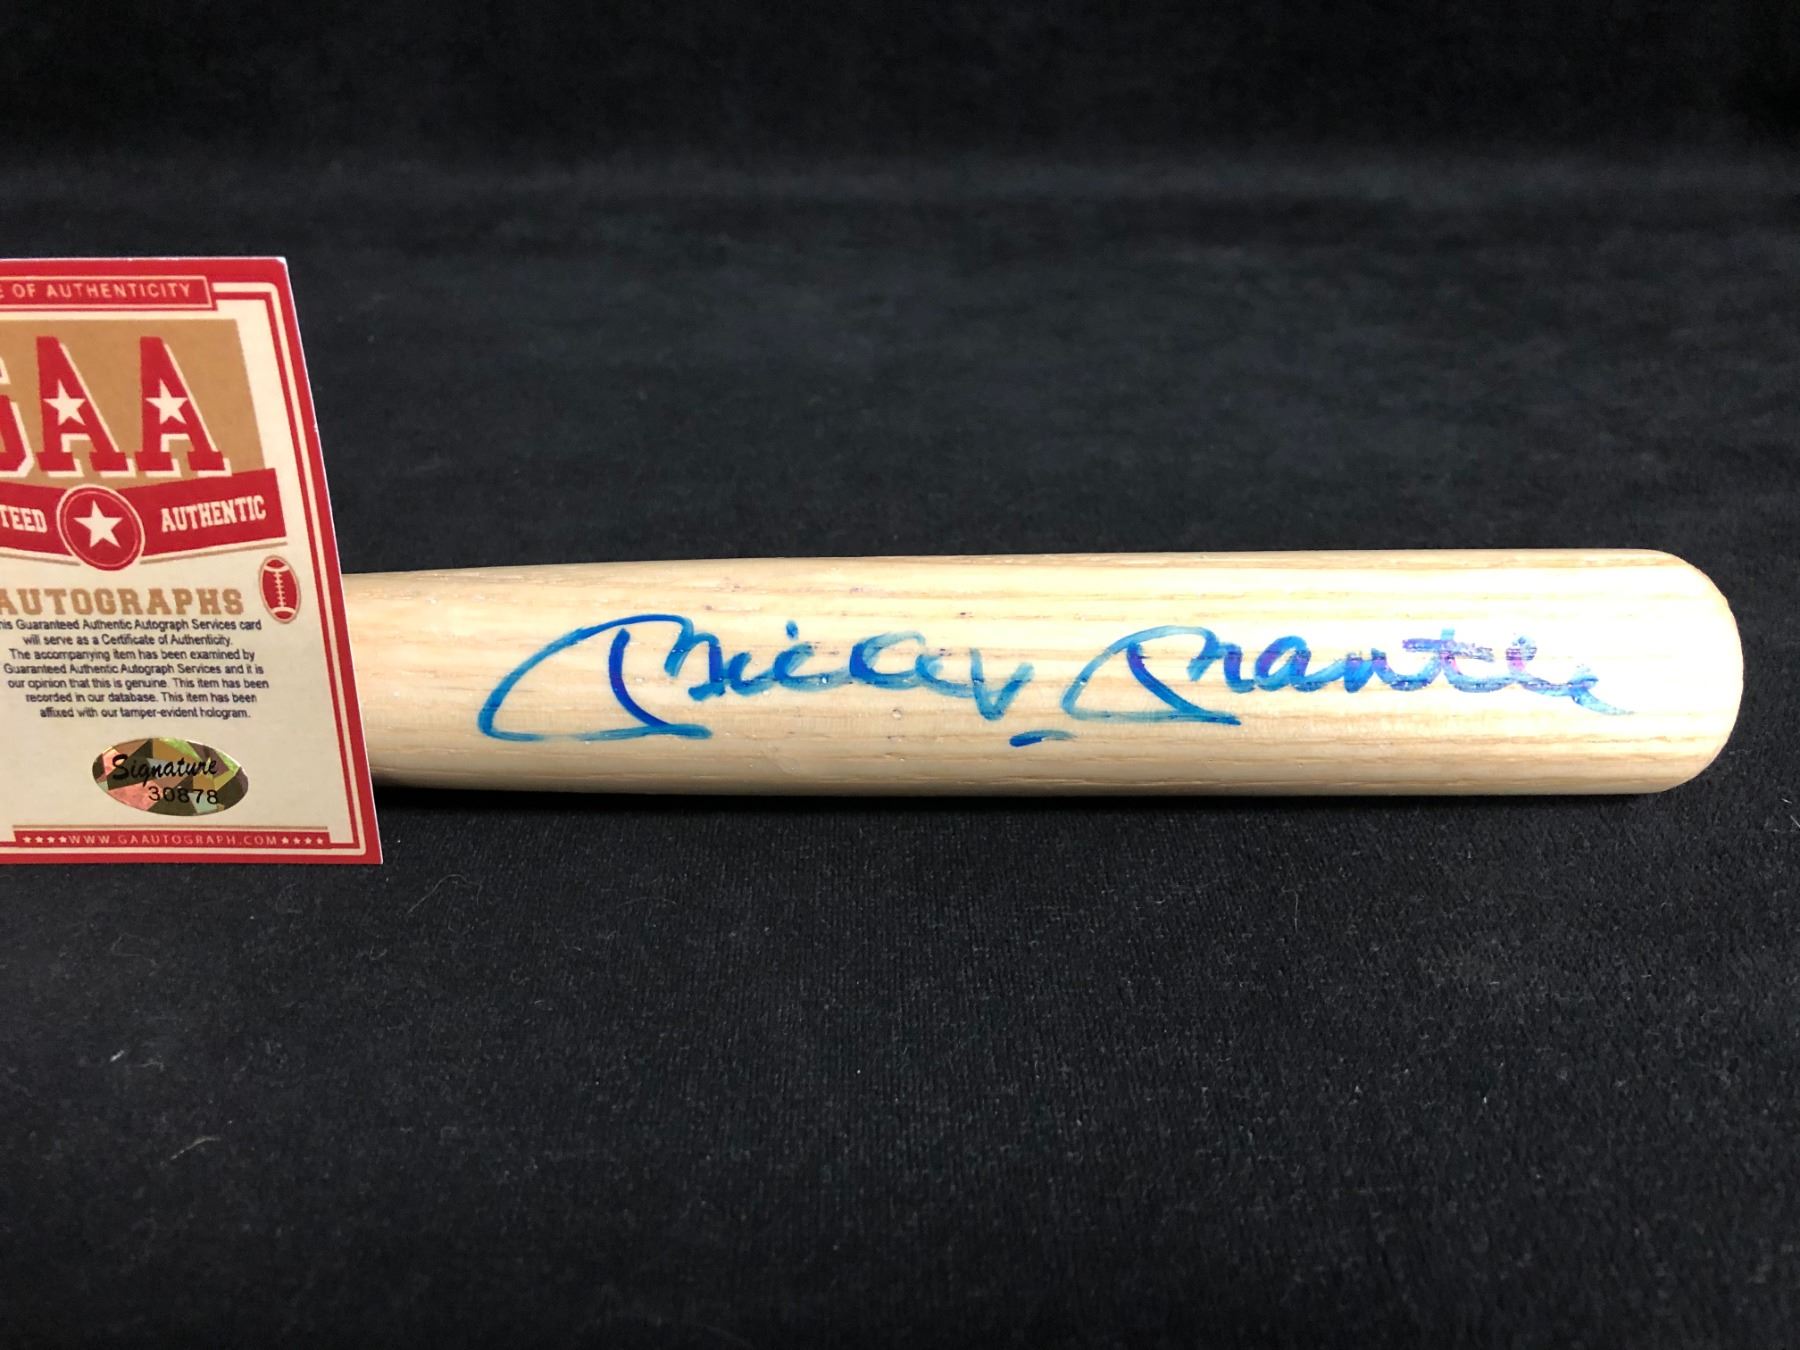 E OF AUTHENTICITY
GAA
TEED AUTHENTIC
AUTOGRAPHS
his Guaranteed Authentic Autograph Services card
will serve as a Certificate of Authenticity.
The accompanying item has been examined by
Guaranteed Authentic Autograph Services and it is
our opinion that this is genuine. This item has been
recorded in our database. This item has been
affixed with our tamper-evident hologram.
Signature
30878
WWW.GAAUTOGRAPH.COM
Mickey Mantle